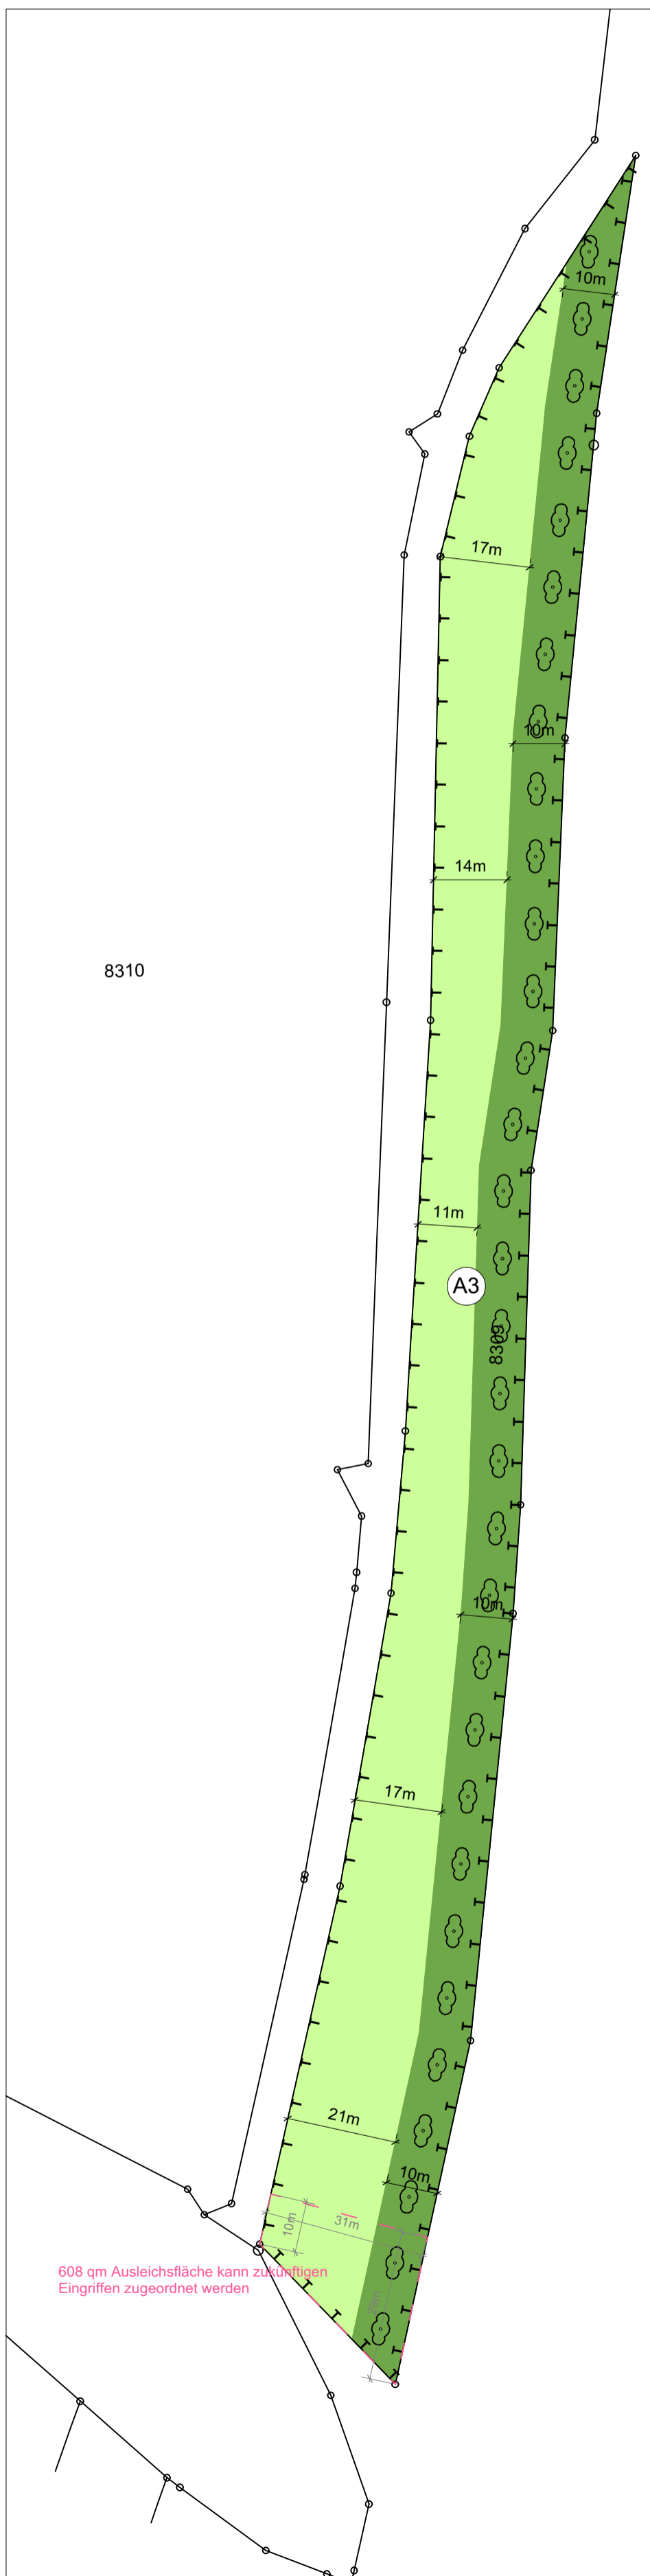 10m
17m
10m
14m
8310
11m
A3
8309
10m
17m
21m
10m
31m
10m
608 qm Ausleichsfläche kann zukünftigen
Eingriffen zugeordnet werden